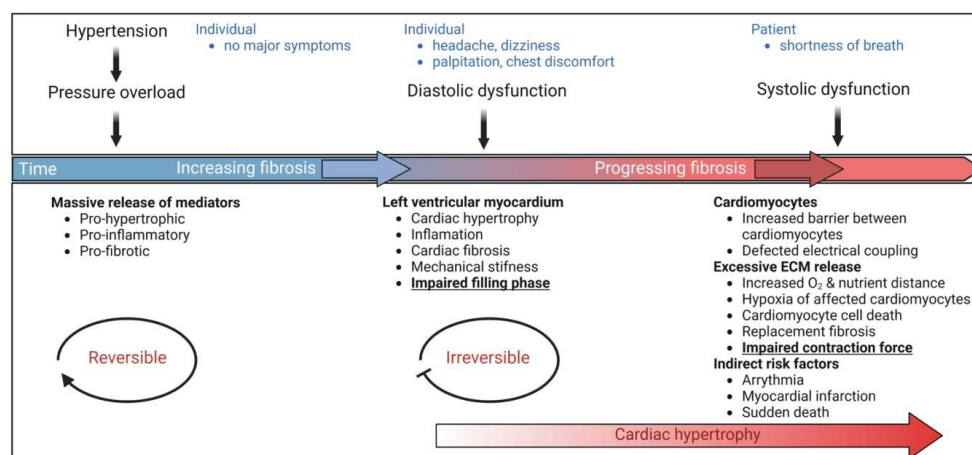 Hypertension
Pressure overload
Individual
• no major symptoms
Individual
• headache, dizziness
• palpitation, chest discomfort
Diastolic dysfunction
Patient
• shortness of breath
Systolic dysfunction
Time
Increasing fibrosis
Progressing fibrosis
Massive release of mediators
• Pro-hypertrophic
• Pro-inflammatory
• Pro-fibrotic
Reversible
Left ventricular myocardium
• Cardiac hypertrophy
• Inflamation
• Cardiac fibrosis
• Mechanical stifness
• Impaired filling phase
Irreversible
Cardiomyocytes
• Increased barrier between
cardiomyocytes
• Defected electrical coupling
Excessive ECM release
• Increased O₂ & nutrient distance
• Hypoxia of affected cardiomyocytes
• Cardiomyocyte cell death
• Replacement fibrosis
• Impaired contraction force
Indirect risk factors
• Arrytmia
• Myocardial infarction
• Sudden death
Cardiac hypertrophy